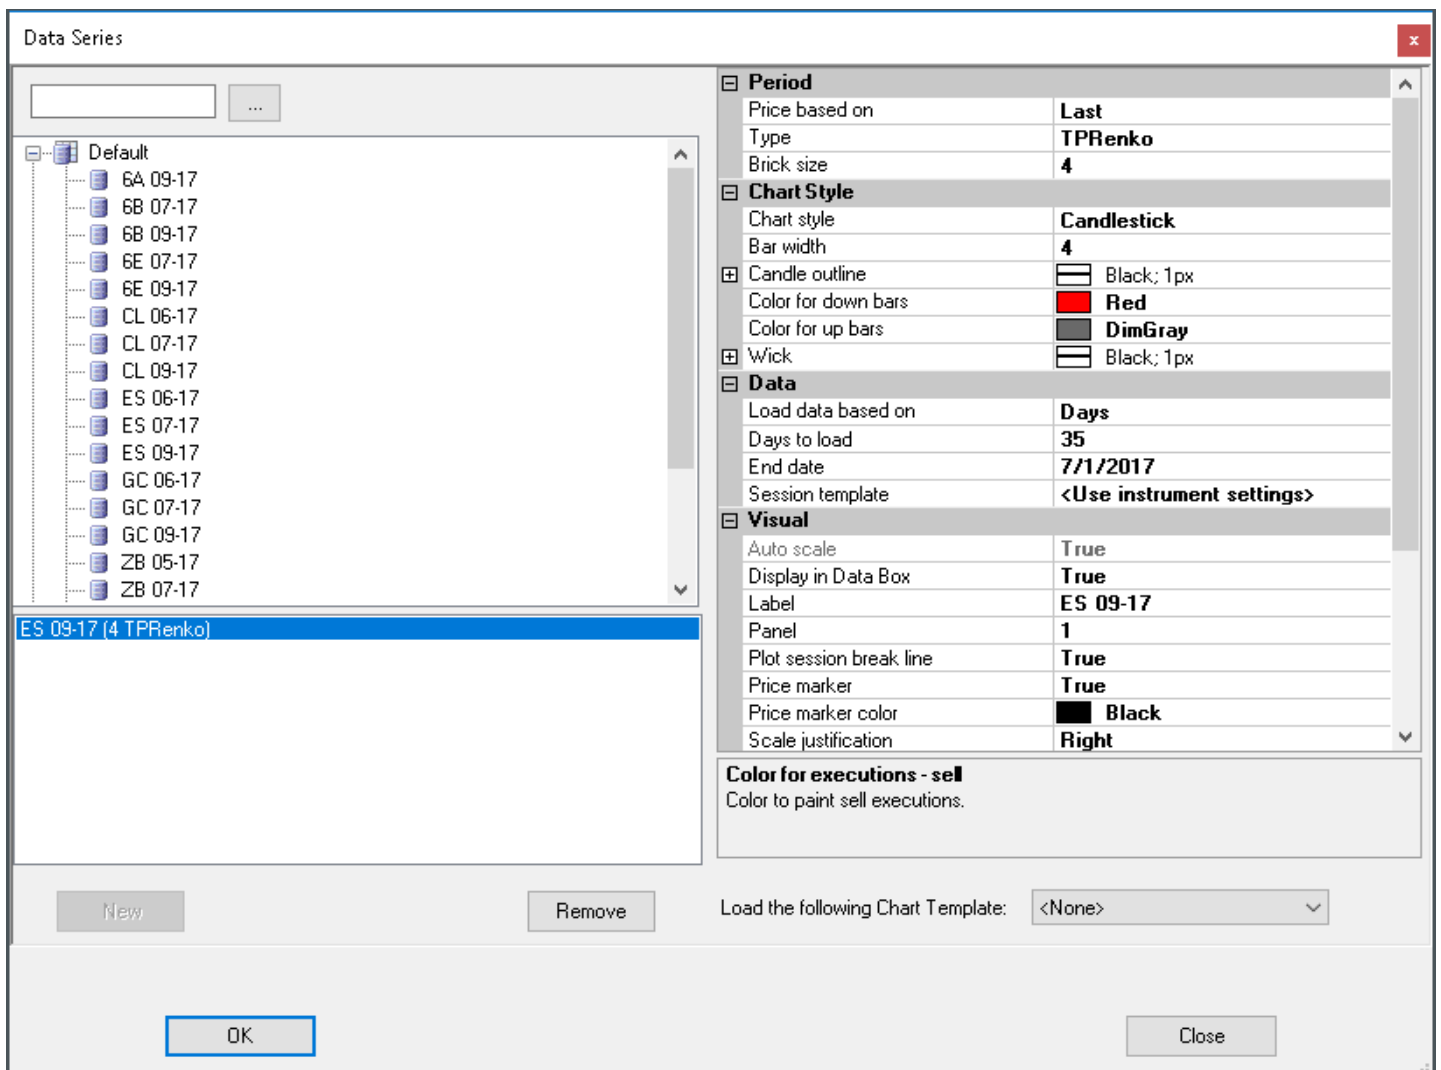 Data Series
x
...
Default
6A 09-17
6B 07-17
6B 09-17
6E 07-17
6E 09-17
CL 06-17
CL 07-17
CL 09-17
ES 06-17
ES 07-17
ES 09-17
GC 06-17
GC 07-17
GC 09-17
ZB 05-17
ZB 07-17
ES 09-17 (4 TPRenko)
New
Remove
Period
Price based on Last
Type TPRenko
Brick size 4
Chart Style
Chart style Candlestick
Bar width 4
Candle outline Black; 1px
Color for down bars Red
Color for up bars DimGray
Wick Black; 1px
Data
Load data based on Days
Days to load 35
End date 7/1/2017
Session template <Use instrument settings>
Visual
Auto scale True
Display in Data Box True
Label ES 09-17
Panel 1
Plot session break line True
Price marker True
Price marker color Black
Scale justification Right
Color for executions - sell
Color to paint sell executions.
Load the following Chart Template: <None>
OK
Close